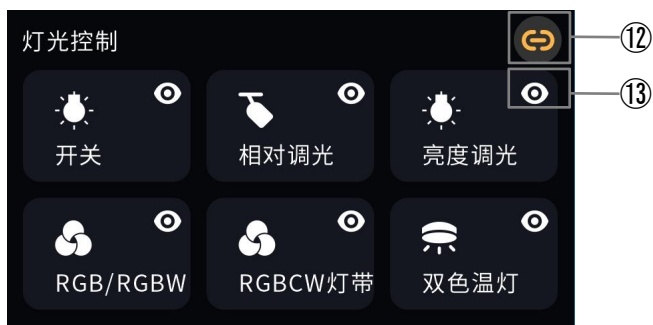 灯光控制
⑫
⑬
开关
相对调光
亮度调光
RGB/RGBW
RGBCW灯带
双色温灯